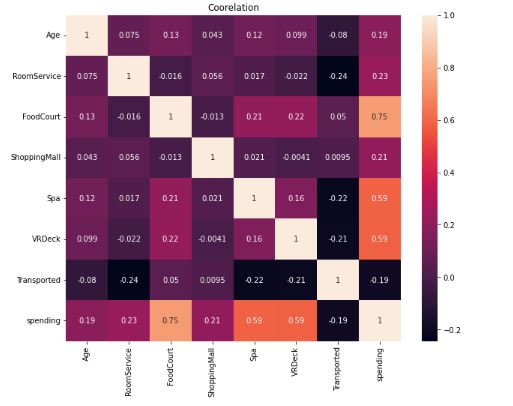 Coorelation
Age 1 0.075 0.13 0.043 0.12 0.099 -0.08 0.19
RoomService 0.075 1 -0.016 0.056 0.017 -0.022 -0.24 0.23
FoodCourt 0.13 -0.016 1 -0.013 0.21 0.22 0.05 0.75
ShoppingMall 0.043 0.056 -0.013 1 0.021 -0.0041 0.0095 0.21
Spa 0.12 0.017 0.21 0.021 1 0.16 -0.22 0.59
VRDeck 0.099 -0.022 0.22 -0.0041 0.16 1 -0.21 0.59
Transported -0.08 -0.24 0.05 0.0095 -0.22 -0.21 1 -0.19
spending 0.19 0.23 0.75 0.21 0.59 0.59 -0.19 1
Age
RoomService
FoodCourt
ShoppingMall
Spa
VRDeck
Transported
spending
1.0
0.8
0.6
0.4
0.2
0.0
−0.2